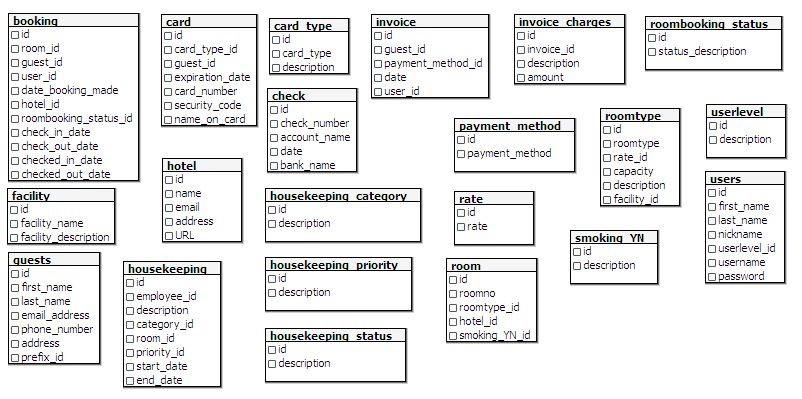 booking
id
room_id
guest_id
user_id
date_booking_made
hotel_id
roombooking_status_id
check_in_date
check_out_date
checked_in_date
checked_out_date
card
id
card_type_id
guest_id
expiration_date
card_number
security_code
name_on_card
card_type
id
card_type
description
invoice
id
guest_id
payment_method_id
date
user_id
invoice_charges
id
invoice_id
description
amount
roombooking_status
id
status_description
check
id
check_number
account_name
date
bank_name
payment_method
id
payment_method
roomtype
id
roomtype
rate_id
capacity
description
facility_id
userlevel
id
description
hotel
id
name
email
address
URL
facility
id
facility_name
facility_description
housekeeping_category
id
description
rate
id
rate
users
id
first_name
last_name
nickname
userlevel_id
username
password
smoking_YN
id
description
guests
id
first_name
last_name
email_address
phone_number
address
prefix_id
housekeeping
id
employee_id
description
category_id
room_id
priority_id
start_date
end_date
housekeeping_priority
id
description
room
id
roomno
roomtype_id
hotel_id
smoking_YN_id
housekeeping_status
id
description